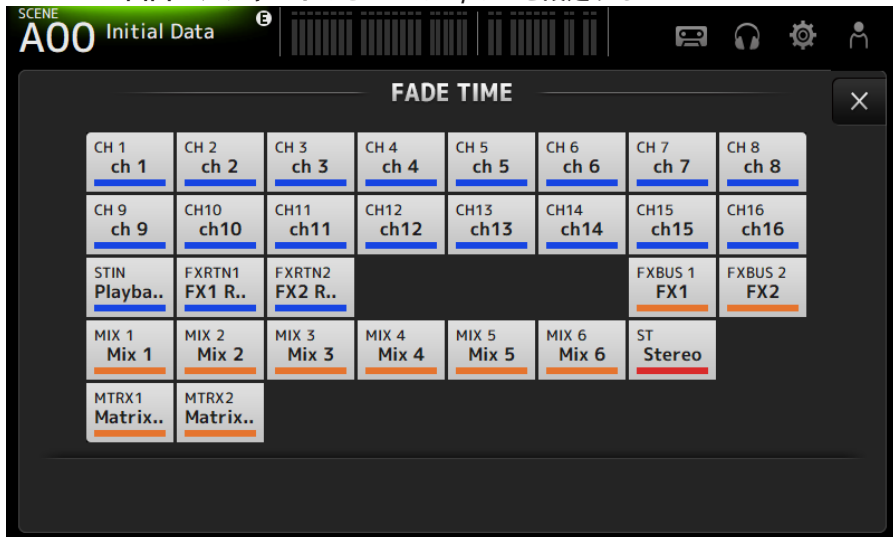 SCENE
A00 Initial Data E
FADE TIME
CH 1 CH 2 CH 3 CH 4 CH 5 CH 6 CH 7 CH 8
ch 1 ch 2 ch 3 ch 4 ch 5 ch 6 ch 7 ch 8
CH 9 CH10 CH11 CH12 CH13 CH14 CH15 CH16
ch 9 ch10 ch11 ch12 ch13 ch14 ch15 ch16
STIN FXRTN1 FXRTN2 FXBUS 1 FXBUS 2
Playba.. FX1 R.. FX2 R.. FX1 FX2
MIX 1 MIX 2 MIX 3 MIX 4 MIX 5 MIX 6 ST
Mix 1 Mix 2 Mix 3 Mix 4 Mix 5 Mix 6 Stereo
MTRX1 MTRX2
Matrix.. Matrix..